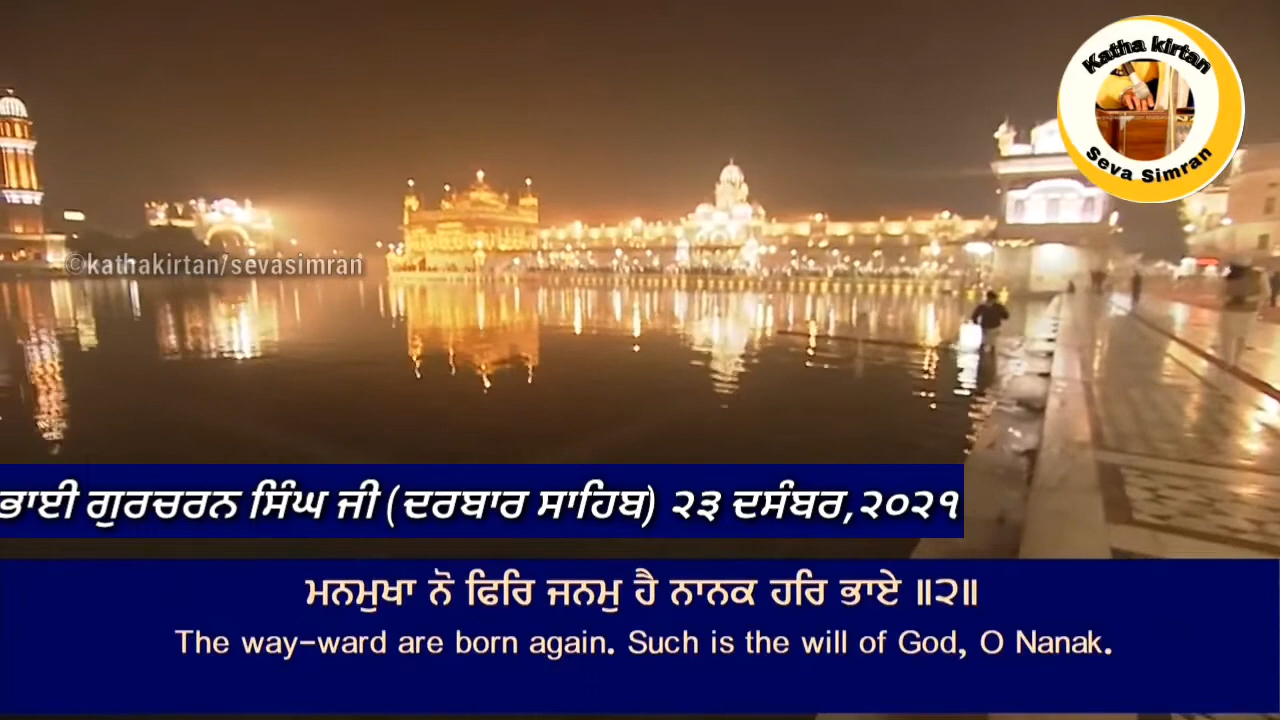 Katha kirtan
Seva Simran
©kathakirtan/sevasimran
ਭਾਈ ਗੁਰਚਰਨ ਸਿੰਘ ਜੀ (ਦਰਬਾਰ ਸਾਹਿਬ) ੨੩ ਦਸੰਬਰ,੨੦੨੧
ਮਨਮੁਖਾ ਨੋ ਫਿਰਿ ਜਨਮੁ ਹੈ ਨਾਨਕ ਹਰਿ ਭਾਏ ॥੨॥
The way-ward are born again. Such is the will of God, O Nanak.